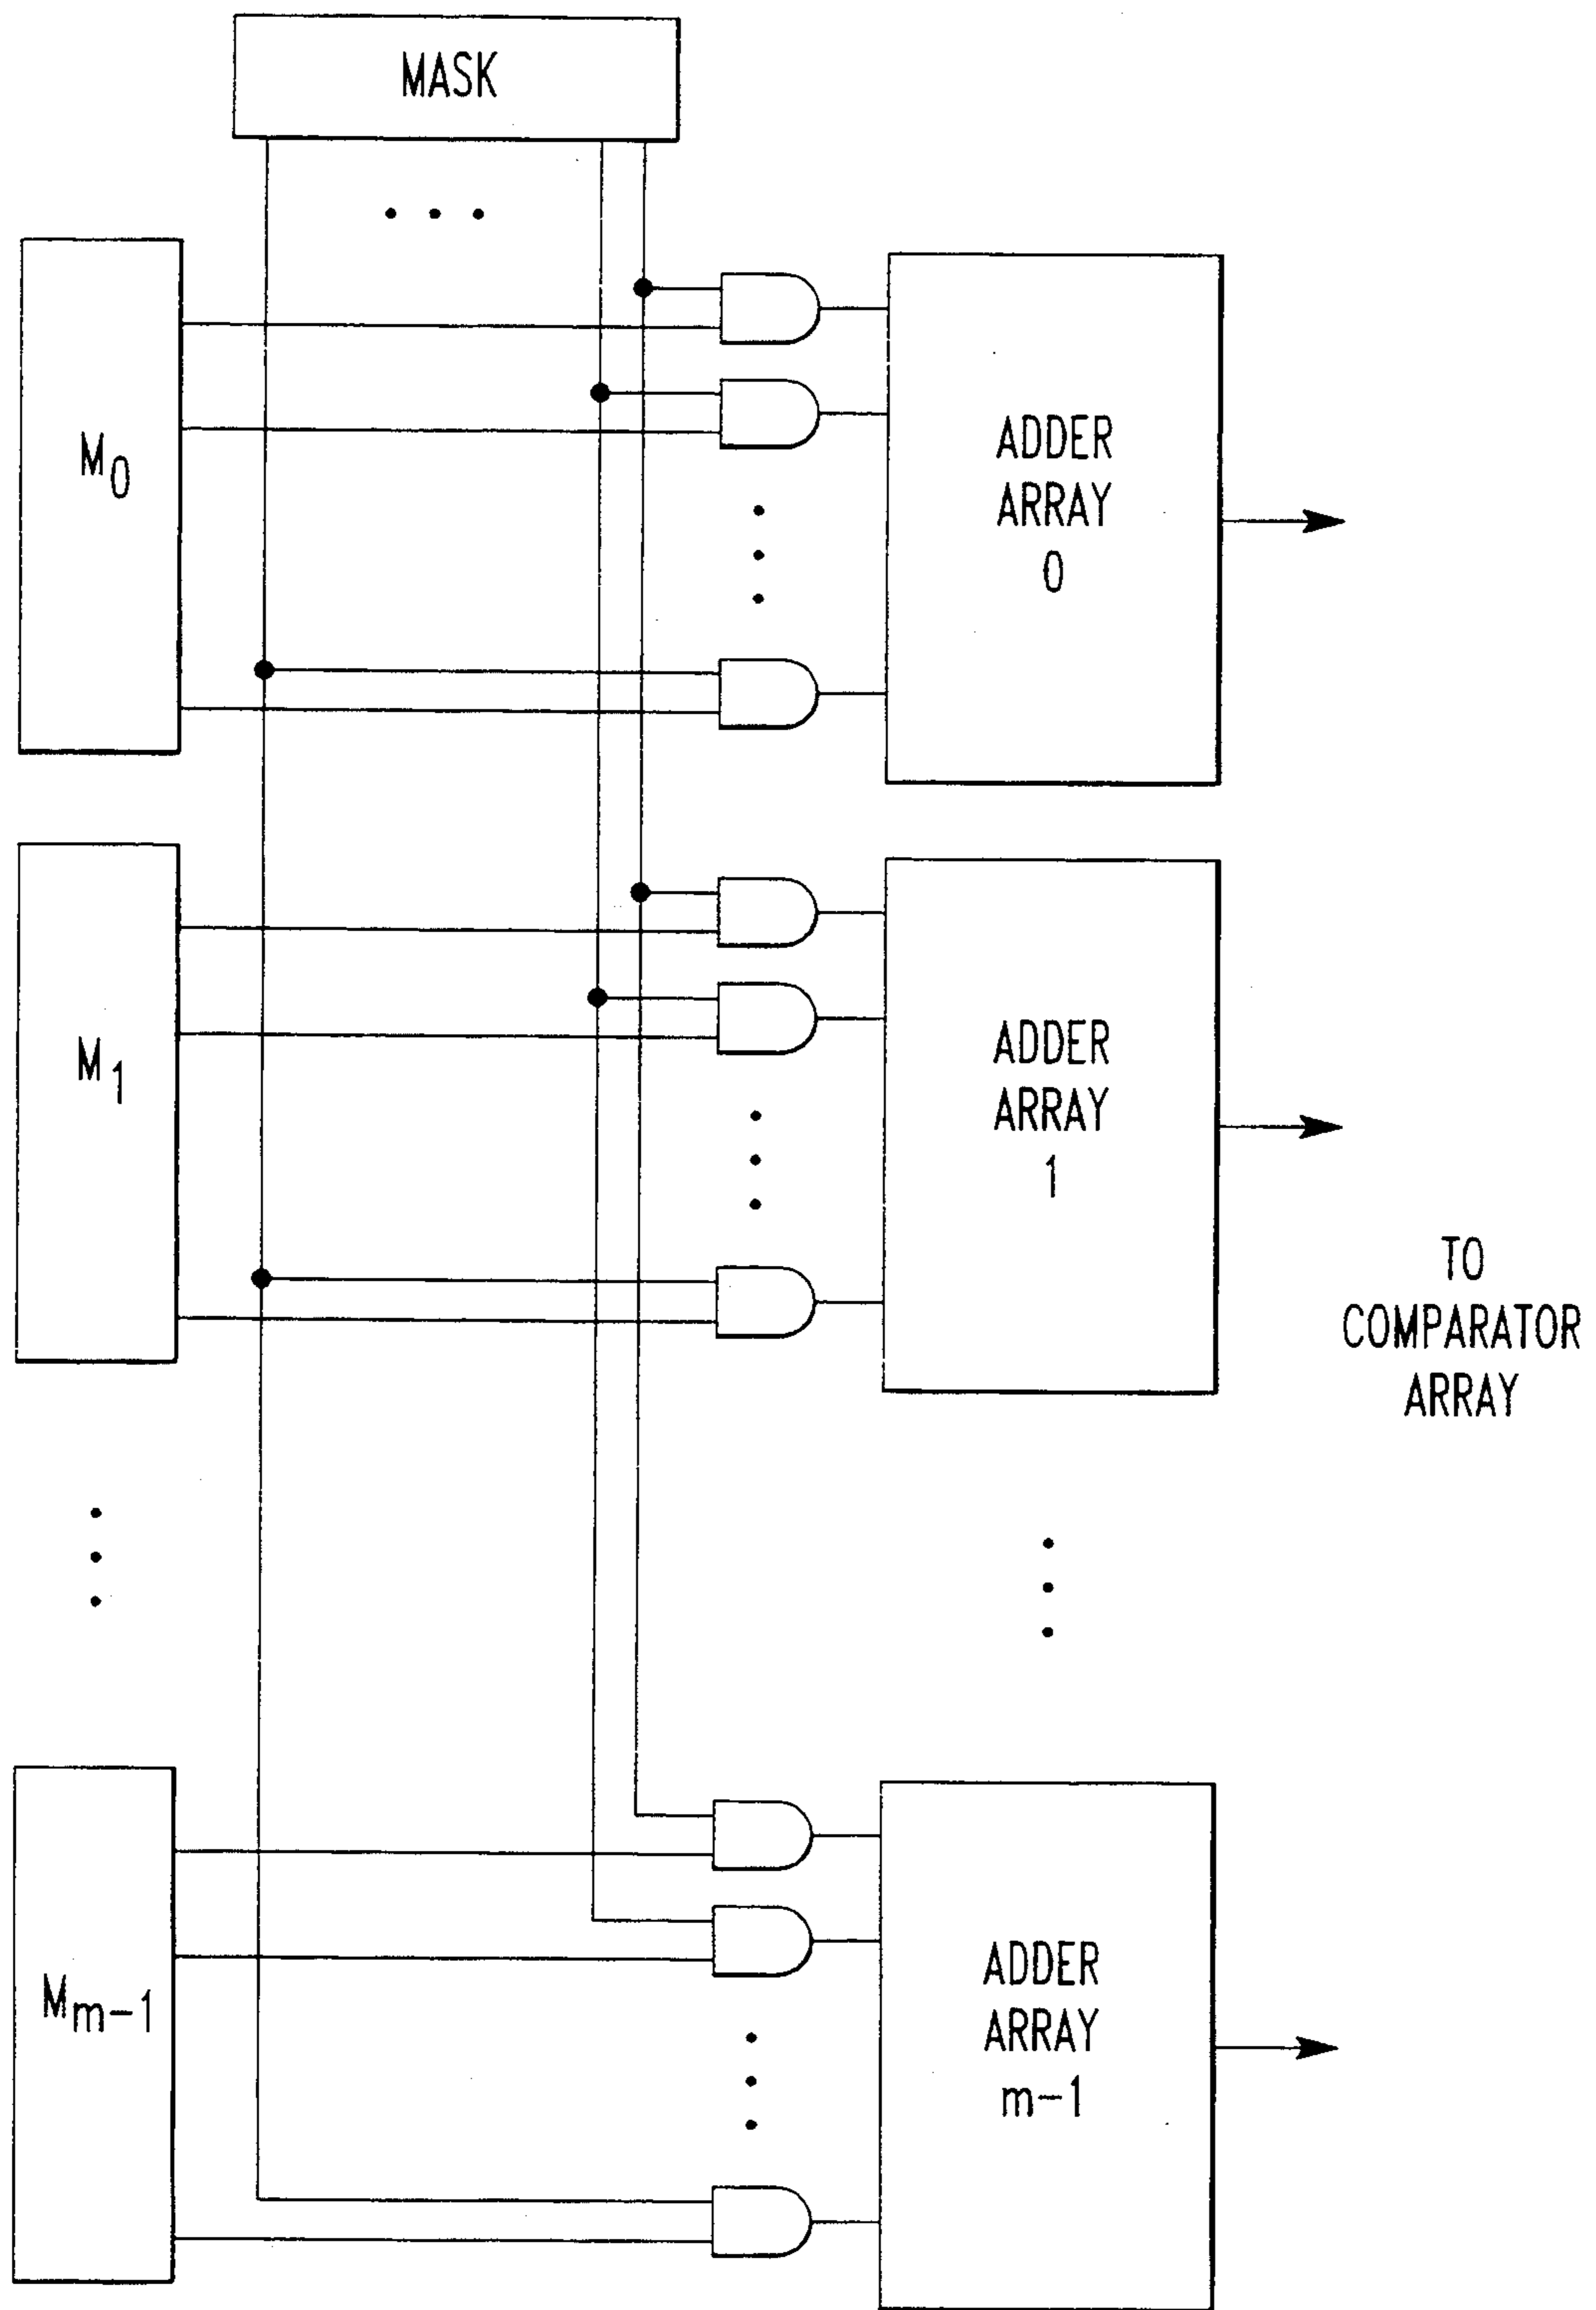 MASK
M0
ADDER
ARRAY
0
M1
ADDER
ARRAY
1
TO
COMPARATOR
ARRAY
Mm-1
ADDER
ARRAY
m-1